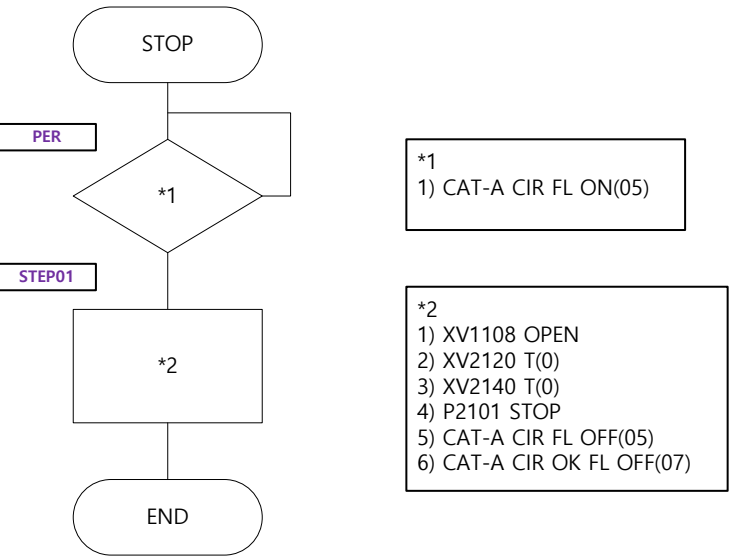 STOP
PER
*1
*1
1) CAT-A CIR FL ON(05)
STEP01
*2
*2
1) XV1108 OPEN
2) XV2120 T(0)
3) XV2140 T(0)
4) P2101 STOP
5) CAT-A CIR FL OFF(05)
6) CAT-A CIR OK FL OFF(07)
END